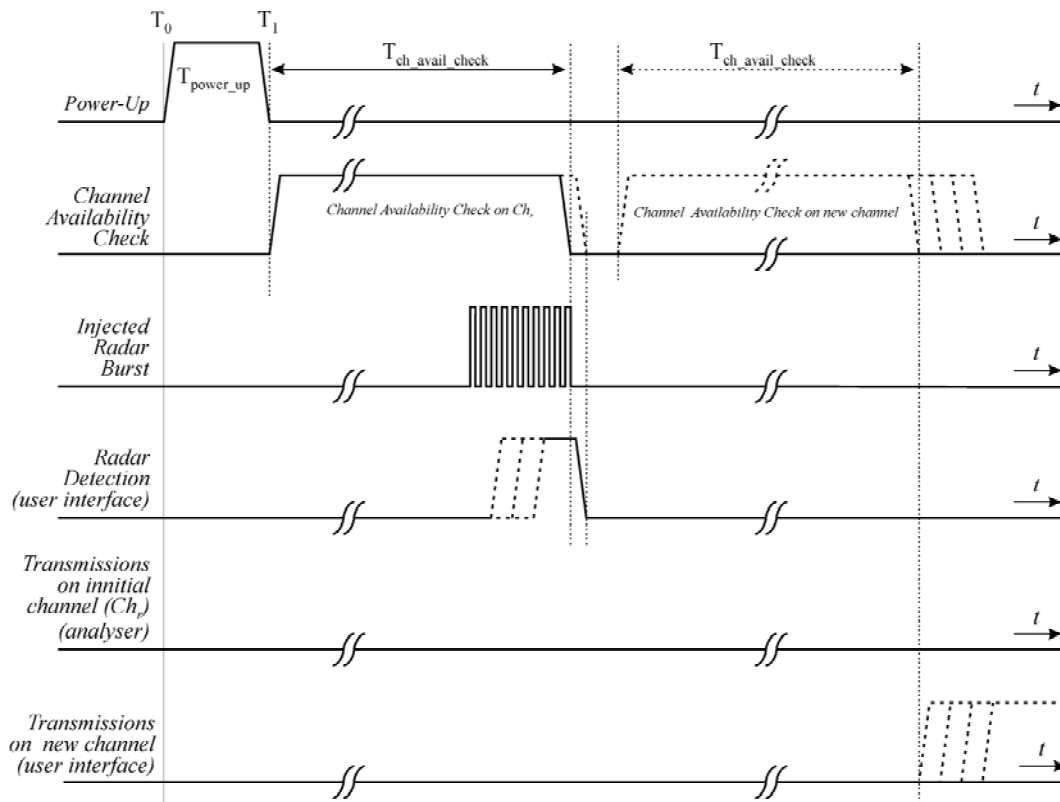 T0 T1
Tch_avail_check Tch_avail_check
Tpower_up
Power-Up
t
Channel
Availability
Check
Channel Availability Check on Chr
Channel Availability Check on new channel
t
Injected
Radar
Burst
t
Radar
Detection
(user interface)
t
Transmissions
on innitial
channel (Chr)
(analyser)
t
Transmissions
on new channel
(user interface)
t